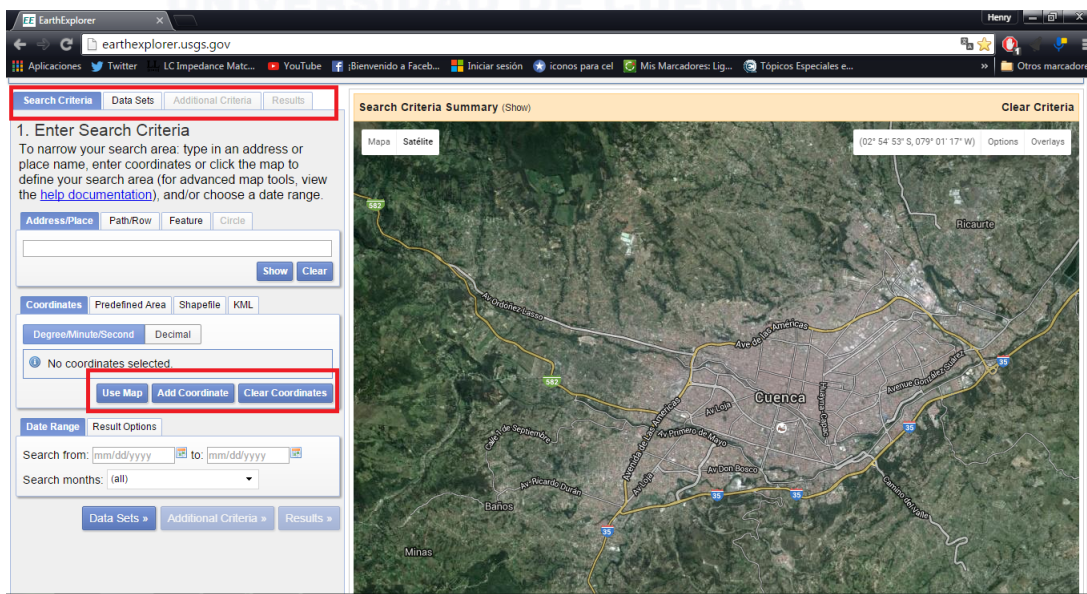 EarthExplorer
Henry
earthexplorer.usgs.gov
Aplicaciones Twitter LC Impedance Matc... YouTube ¡Bienvenido a Faceb... Iniciar sesión iconos para cel Mis Marcadores: Lig... Tópicos Especiales e... » Otros marcadore
Search Criteria Data Sets Additional Criteria Results
1. Enter Search Criteria
To narrow your search area: type in an address or
place name, enter coordinates or click the map to
define your search area (for advanced map tools, view
the help documentation), and/or choose a date range.
Address/Place Path/Row Feature Circle
Show Clear
Coordinates Predefined Area Shapefile KML
Degree/Minute/Second Decimal
No coordinates selected.
Use Map Add Coordinate Clear Coordinates
Date Range Result Options
Search from: mm/dd/yyyy to: mm/dd/yyyy
Search months: (all)
Data Sets » Additional Criteria » Results »
Search Criteria Summary (Show) Clear Criteria
Mapa Satélite (02° 54' 53" S, 079° 01' 17" W) Options Overlays
582
Ricaurte
Av Ordóñez Lasso
Ave de las Américas
35
582
Avenue González Suárez
Cuenca
Huayna Cápac
Av Loja
Av Primero de Mayo
Calle 1 de Septiembre
Avenida de Las Américas
35
Av Don Bosco
Av Loja
Av Ricardo Durán
35
35
Camino del Valle
Baños
35
Minas